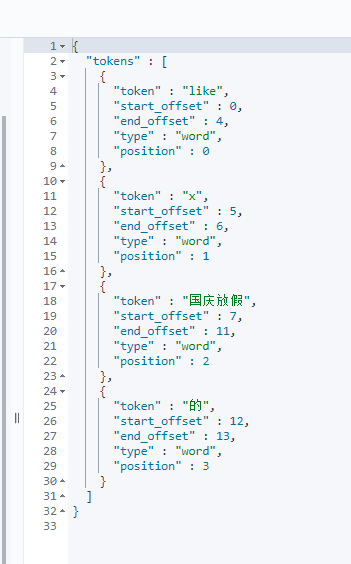 1 {
2 "tokens" : [
3 {
4 "token" : "like",
5 "start_offset" : 0,
6 "end_offset" : 4,
7 "type" : "word",
8 "position" : 0
9 },
10 {
11 "token" : "x",
12 "start_offset" : 5,
13 "end_offset" : 6,
14 "type" : "word",
15 "position" : 1
16 },
17 {
18 "token" : "国庆放假",
19 "start_offset" : 7,
20 "end_offset" : 11,
21 "type" : "word",
22 "position" : 2
23 },
24 {
25 "token" : "的",
26 "start_offset" : 12,
27 "end_offset" : 13,
28 "type" : "word",
29 "position" : 3
30 }
31 ]
32 }
33